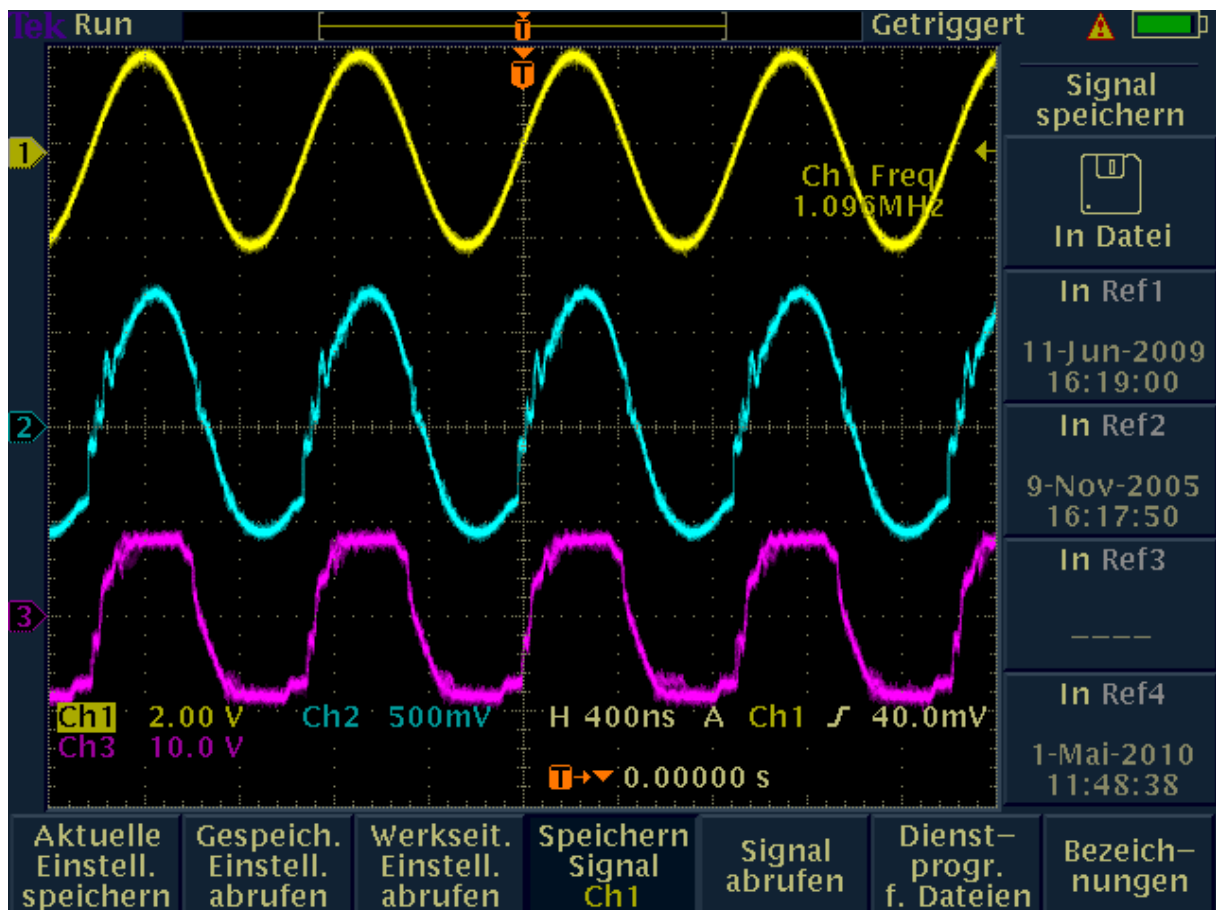 Tek Run
T
Getriggert
T
1
Ch1 Freq
1.096MHz
2
3
Ch1 2.00 V Ch2 500mV H 400ns A Ch1 40.0mV
Ch3 10.0 V
T 0.00000 s
Signal
speichern
In Datei
In Ref1
11-Jun-2009
16:19:00
In Ref2
9-Nov-2005
16:17:50
In Ref3
----
In Ref4
1-Mai-2010
11:48:38
Aktuelle
Einstell.
speichern
Gespeich.
Einstell.
abrufen
Werkseit.
Einstell.
abrufen
Speichern
Signal
Ch1
Signal
abrufen
Dienst-
progr.
f. Dateien
Bezeich-
nungen